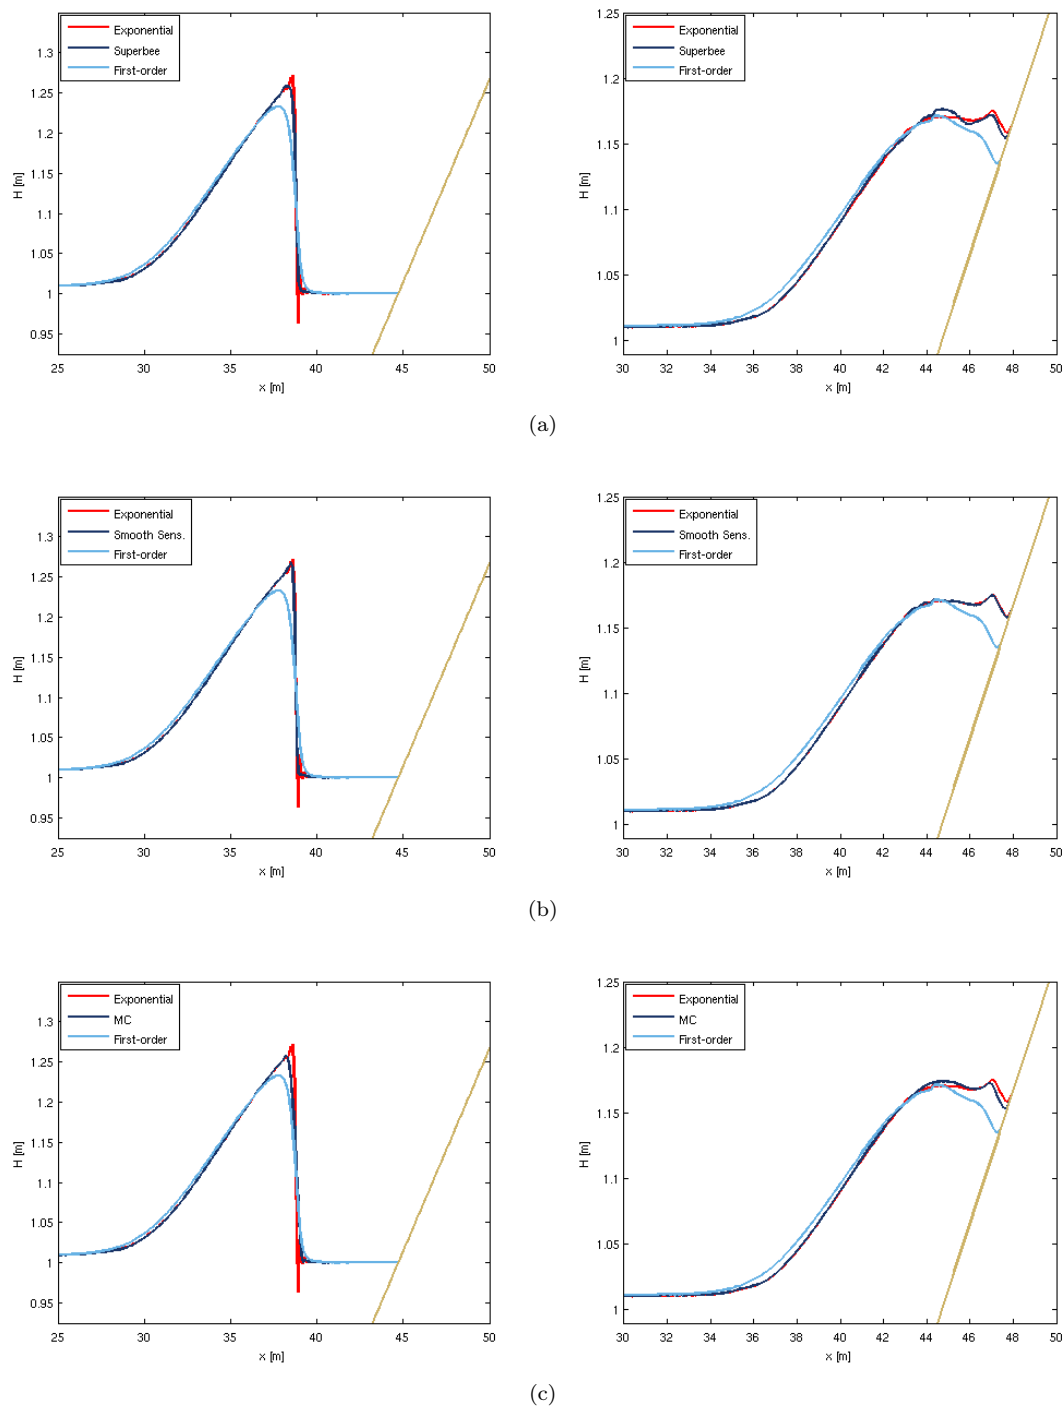 Exponential
Superbee
First-order
1.3
1.25
1.2
1.15
1.1
1.05
1
0.95
H [m]
25 30 35 40 45 50
x [m]
Exponential
Superbee
First-order
1.25
1.2
1.15
1.1
1.05
1
H [m]
30 32 34 36 38 40 42 44 46 48 50
x [m]
(a)
Exponential
Smooth Sens.
First-order
1.3
1.25
1.2
1.15
1.1
1.05
1
0.95
H [m]
25 30 35 40 45 50
x [m]
Exponential
Smooth Sens.
First-order
1.25
1.2
1.15
1.1
1.05
1
H [m]
30 32 34 36 38 40 42 44 46 48 50
x [m]
(b)
Exponential
MC
First-order
1.3
1.25
1.2
1.15
1.1
1.05
1
0.95
H [m]
25 30 35 40 45 50
x [m]
Exponential
MC
First-order
1.25
1.2
1.15
1.1
1.05
1
H [m]
30 32 34 36 38 40 42 44 46 48 50
x [m]
(c)